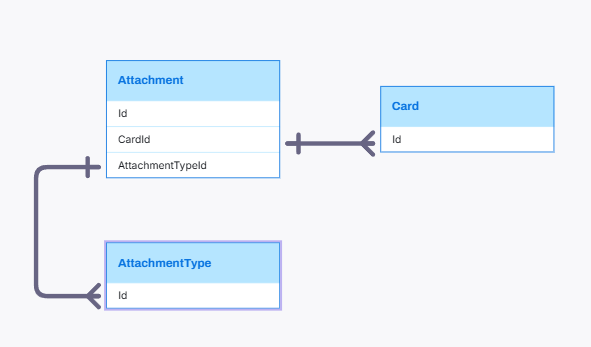 Attachment
Id
CardId
AttachmentTypeId
Card
Id
AttachmentType
Id